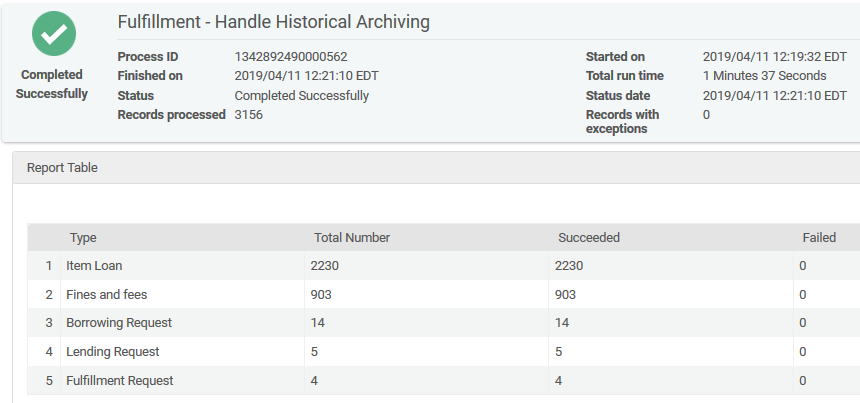 Fulfillment - Handle Historical Archiving
Completed Successfully
Process ID 1342892490000562 Started on 2019/04/11 12:19:32 EDT
Finished on 2019/04/11 12:21:10 EDT Total run time 1 Minutes 37 Seconds
Status Completed Successfully Status date 2019/04/11 12:21:10 EDT
Records processed 3156 Records with exceptions 0
Report Table
Type Total Number Succeeded Failed
1 Item Loan 2230 2230 0
2 Fines and fees 903 903 0
3 Borrowing Request 14 14 0
4 Lending Request 5 5 0
5 Fulfillment Request 4 4 0